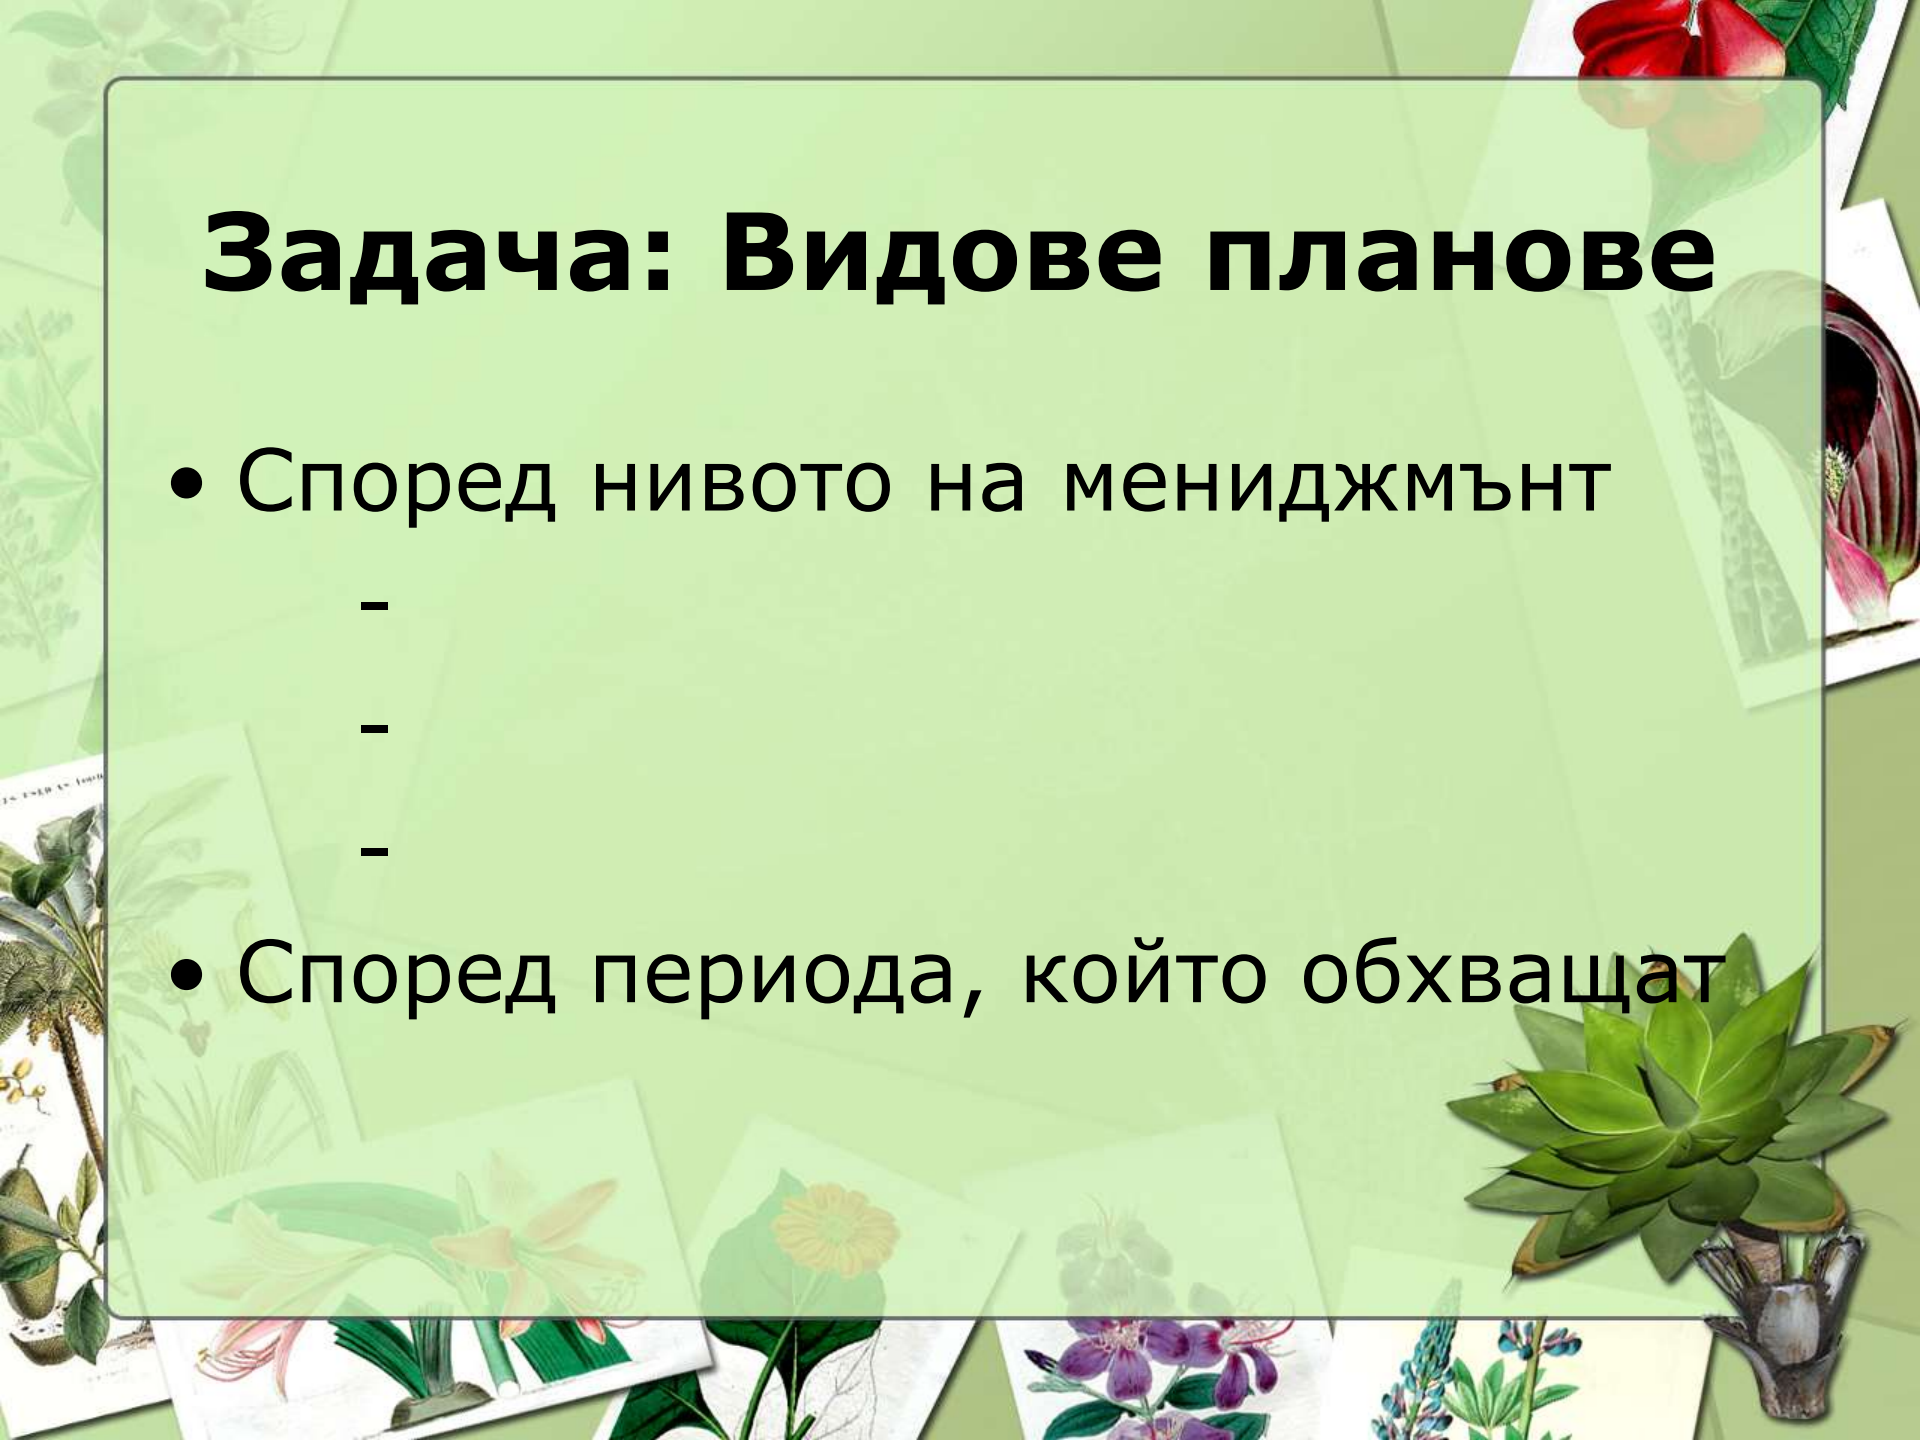 Задача: Видове планове
• Според нивото на мениджмънт
-
-
-
• Според периода, който обхващат